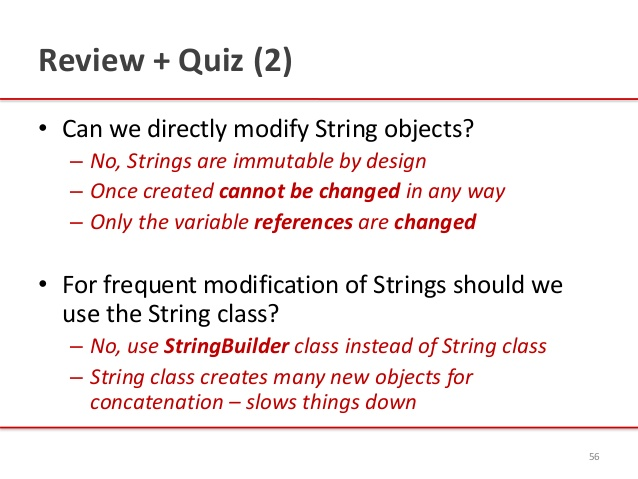 Review + Quiz (2)
• Can we directly modify String objects?
– No, Strings are immutable by design
– Once created cannot be changed in any way
– Only the variable references are changed
• For frequent modification of Strings should we
use the String class?
– No, use StringBuilder class instead of String class
– String class creates many new objects for
concatenation – slows things down
56